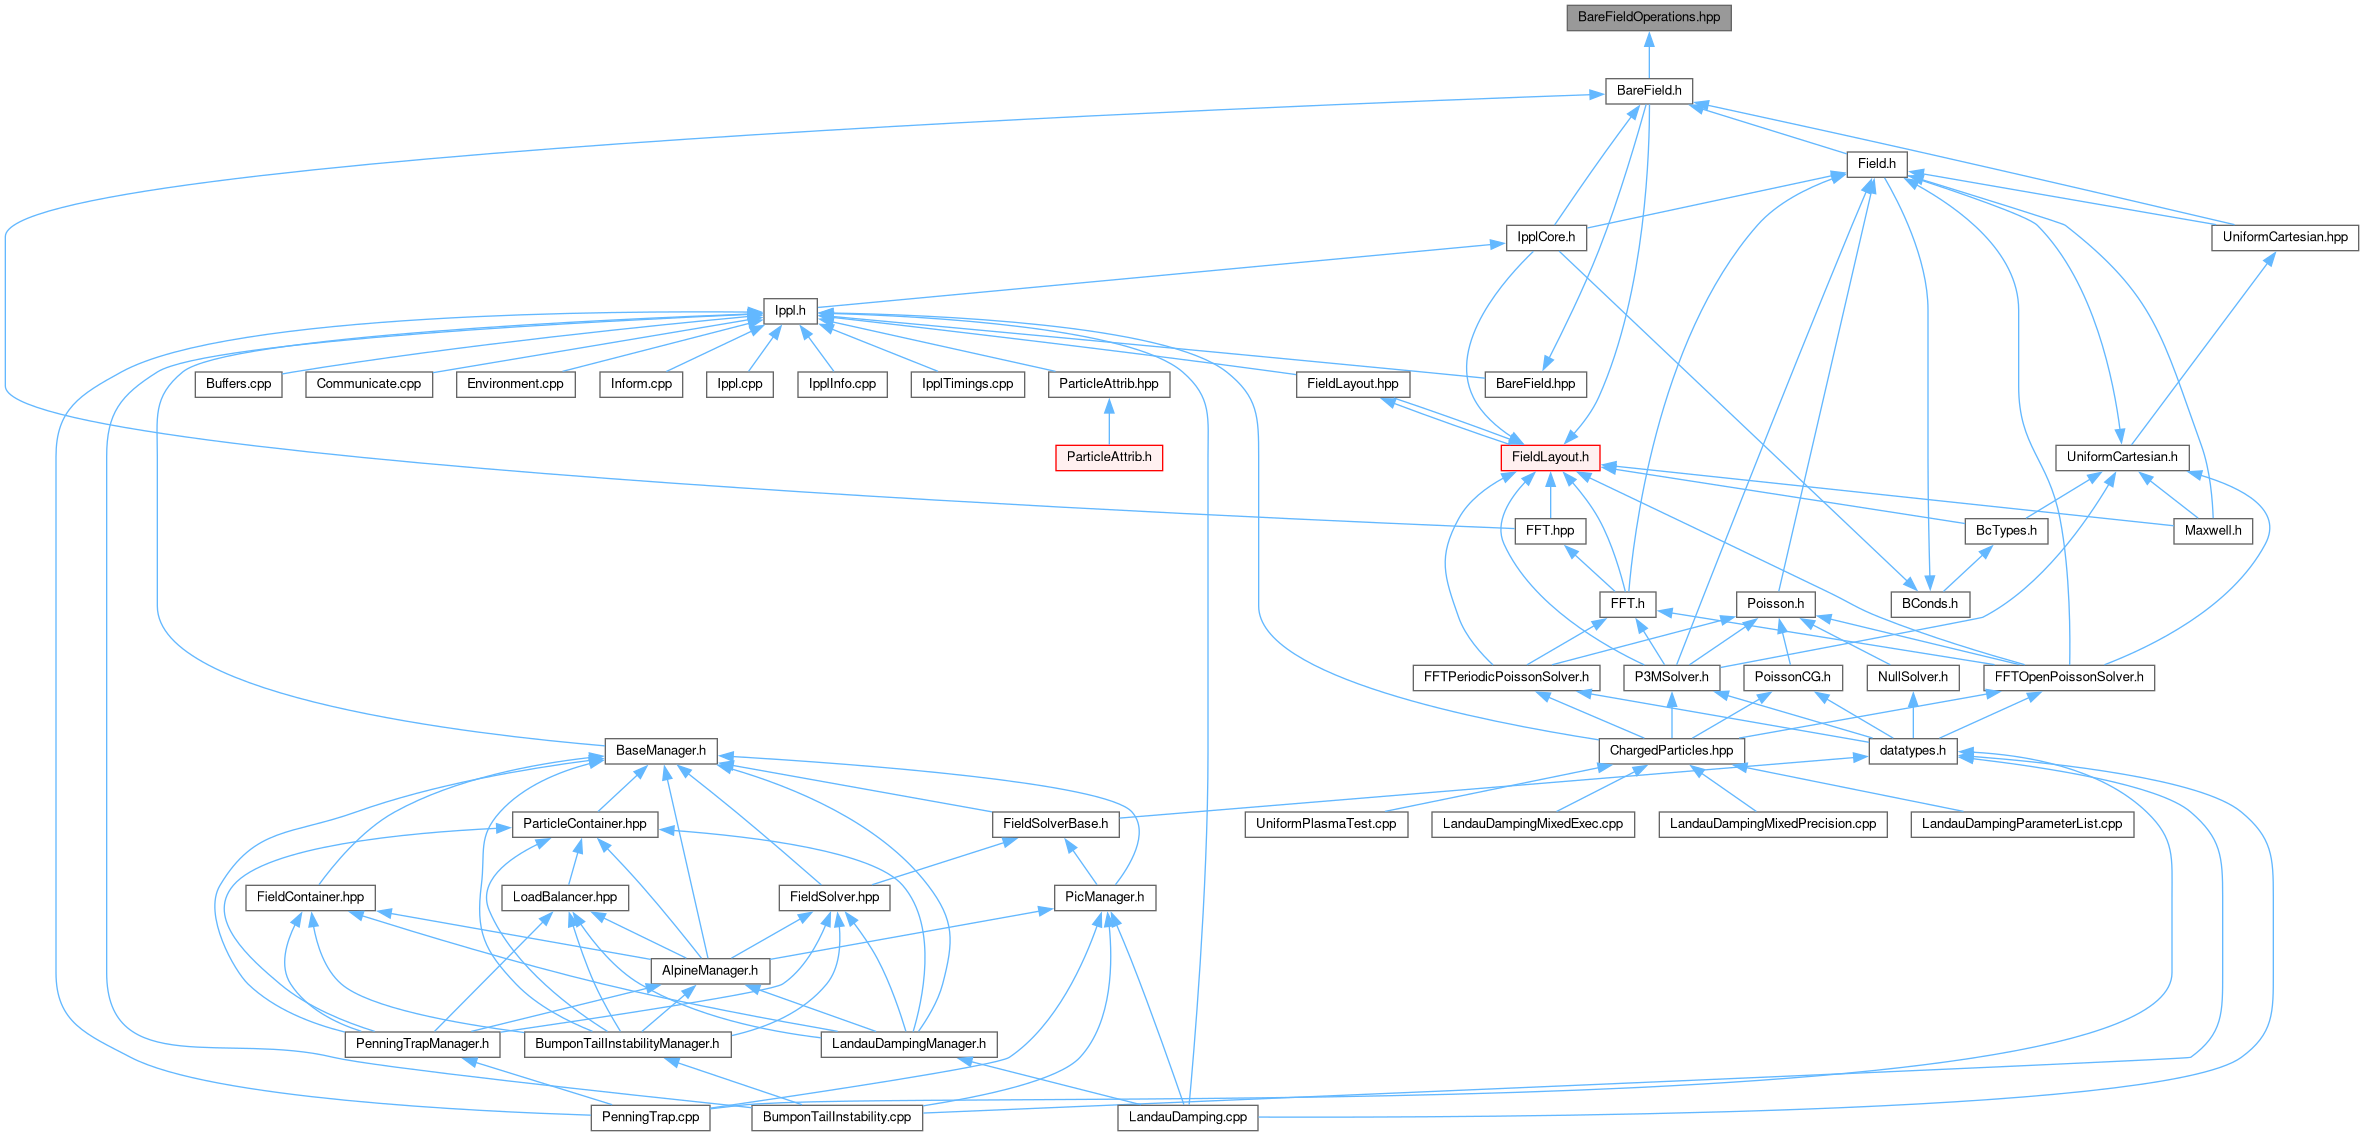 BareFieldOperations.hpp
BareField.h
Field.h
IpplCore.h
UniformCartesian.hpp
Ippl.h
Buffers.cpp
Communicate.cpp
Environment.cpp
Inform.cpp
Ippl.cpp
IpplInfo.cpp
IpplTimings.cpp
ParticleAttrib.hpp
FieldLayout.hpp
BareField.hpp
ParticleAttrib.h
FieldLayout.h
UniformCartesian.h
FFT.hpp
BcTypes.h
Maxwell.h
FFT.h
Poisson.h
BConds.h
FFTPeriodicPoissonSolver.h
P3MSolver.h
PoissonCG.h
NullSolver.h
FFTOpenPoissonSolver.h
BaseManager.h
ChargedParticles.hpp
datatypes.h
ParticleContainer.hpp
FieldSolverBase.h
UniformPlasmaTest.cpp
LandauDampingMixedExec.cpp
LandauDampingMixedPrecision.cpp
LandauDampingParameterList.cpp
FieldContainer.hpp
LoadBalancer.hpp
FieldSolver.hpp
PicManager.h
AlpineManager.h
PenningTrapManager.h
BumponTailInstabilityManager.h
LandauDampingManager.h
PenningTrap.cpp
BumponTailInstability.cpp
LandauDamping.cpp